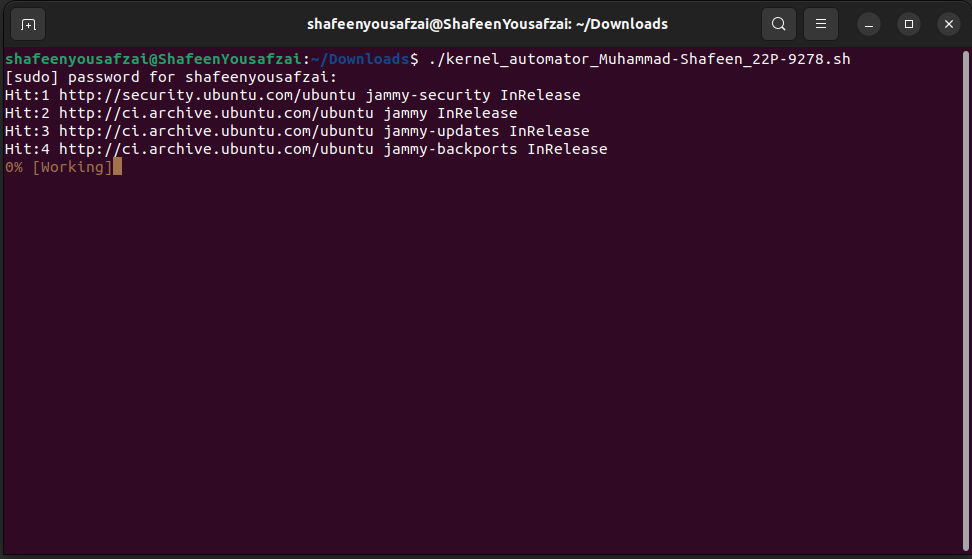 shafeenyousafzai@ShafeenYousafzai: ~/Downloads
shafeenyousafzai@ShafeenYousafzai:~/Downloads$ ./kernel_automator_Muhammad-Shafeen_22P-9278.sh
[sudo] password for shafeenyousafzai:
Hit:1 http://security.ubuntu.com/ubuntu jammy-security InRelease
Hit:2 http://ci.archive.ubuntu.com/ubuntu jammy InRelease
Hit:3 http://ci.archive.ubuntu.com/ubuntu jammy-updates InRelease
Hit:4 http://ci.archive.ubuntu.com/ubuntu jammy-backports InRelease
0% [Working]